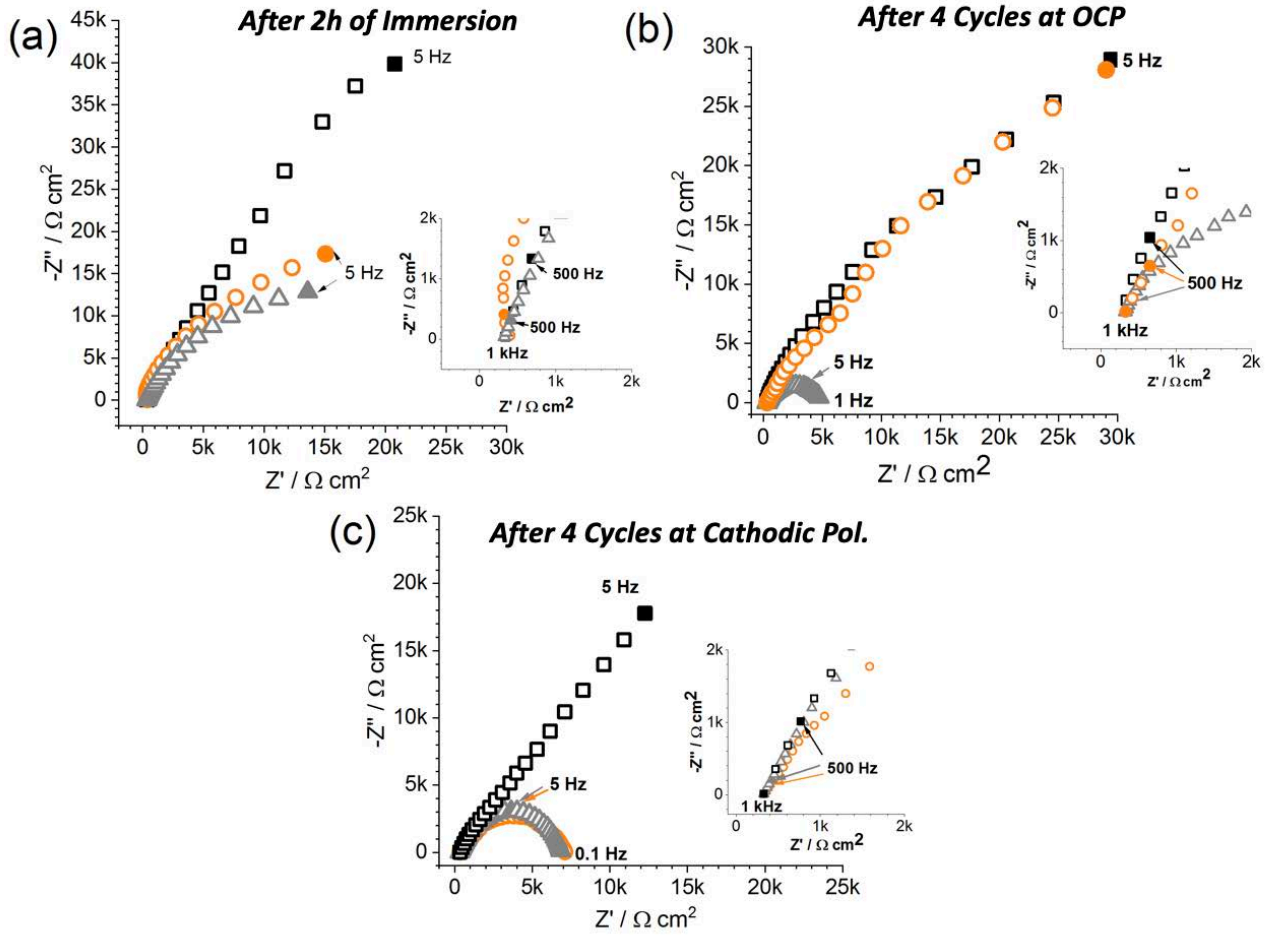 (a)
After 2h of Immersion
45k
40k
35k
30k
25k
20k
15k
10k
5k
0
-Z'' / Ω cm²
5 Hz
5 Hz
2k
1k
0
-Z'' / Ω cm²
500 Hz
500 Hz
1 kHz
0
1k
2k
Z' / Ω cm²
0
5k
10k
15k
20k
25k
30k
Z' / Ω cm²
(b)
After 4 Cycles at OCP
30k
25k
20k
15k
10k
5k
0
-Z'' / Ω cm²
5 Hz
2k
1k
0
-Z'' / Ω cm²
500 Hz
1 kHz
0
1k
2k
Z' / Ω cm²
5 Hz
1 Hz
0
5k
10k
15k
20k
25k
30k
Z' / Ω cm²
(c)
After 4 Cycles at Cathodic Pol.
25k
20k
15k
10k
5k
0
-Z'' / Ω cm²
5 Hz
2k
1k
0
-Z'' / Ω cm²
500 Hz
1 kHz
0
1k
2k
Z' / Ω cm²
5 Hz
0.1 Hz
0
5k
10k
15k
20k
25k
Z' / Ω cm²